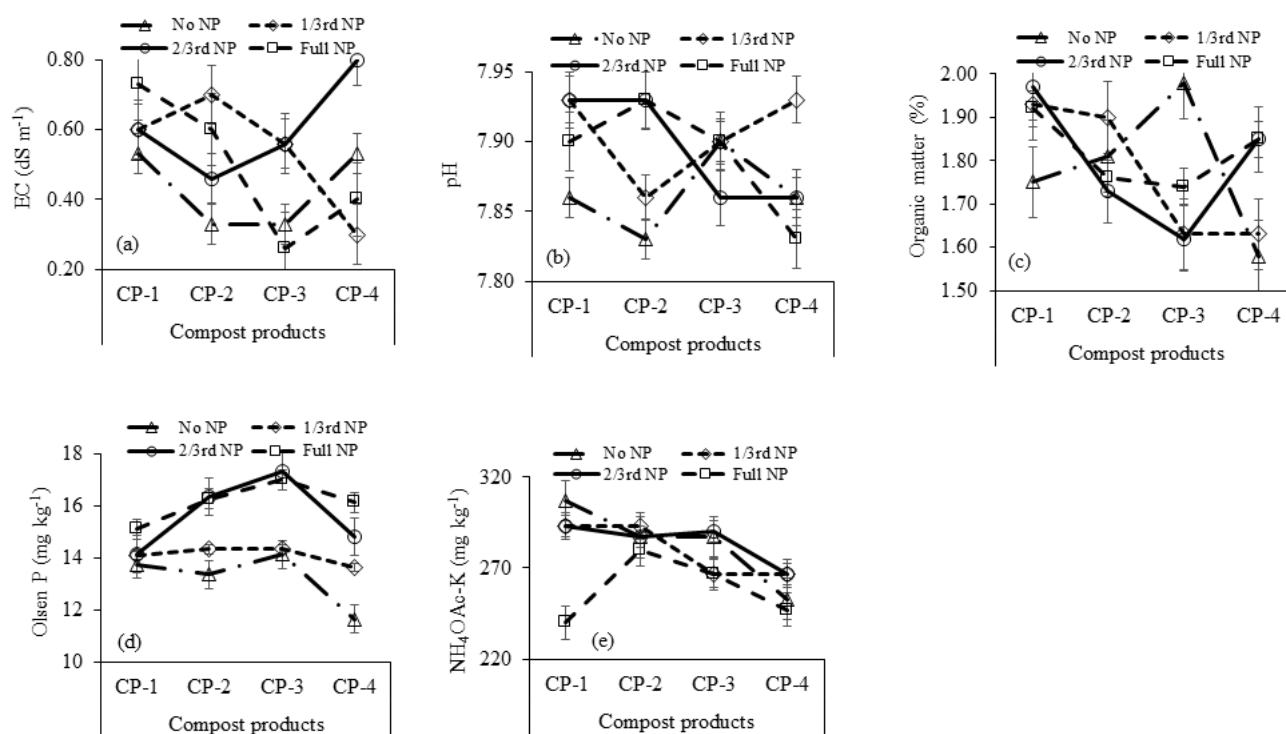 No NP 1/3rd NP
2/3rd NP Full NP
0.80
0.60
0.40
0.20
EC (dS m⁻¹)
(a)
CP-1 CP-2 CP-3 CP-4
Compost products
No NP 1/3rd NP
2/3rd NP Full NP
7.95
7.90
7.85
7.80
pH
(b)
CP-1 CP-2 CP-3 CP-4
Compost products
No NP 1/3rd NP
2/3rd NP Full NP
2.00
1.90
1.80
1.70
1.60
1.50
Organic matter (%)
(c)
CP-1 CP-2 CP-3 CP-4
Compost products
No NP 1/3rd NP
2/3rd NP Full NP
18
16
14
12
10
Olsen P (mg kg⁻¹)
(d)
CP-1 CP-2 CP-3 CP-4
Compost products
No NP 1/3rd NP
2/3rd NP Full NP
320
270
220
NH₄OAc-K (mg kg⁻¹)
(e)
CP-1 CP-2 CP-3 CP-4
Compost products